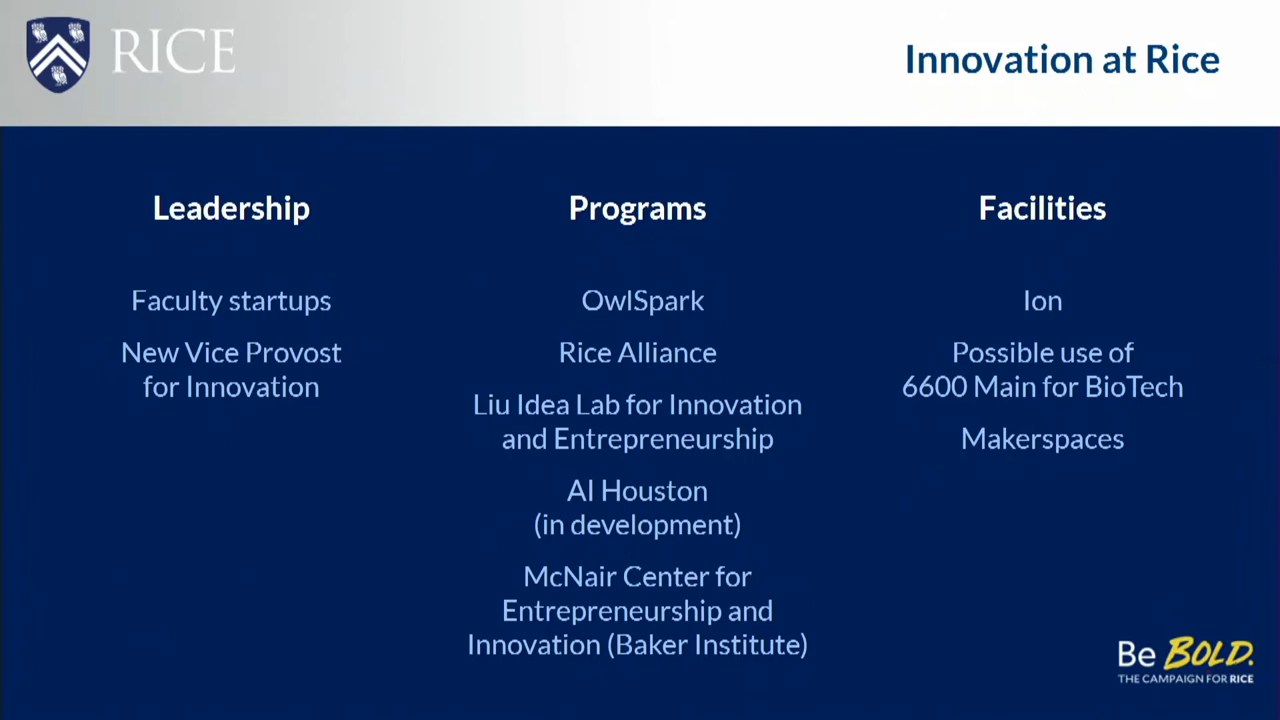 RICE
Innovation at Rice
Leadership
Faculty startups
New Vice Provost
for Innovation
Programs
OwlSpark
Rice Alliance
Liu Idea Lab for Innovation
and Entrepreneurship
AI Houston
(in development)
McNair Center for
Entrepreneurship and
Innovation (Baker Institute)
Facilities
Ion
Possible use of
6600 Main for BioTech
Makerspaces
Be BOLD.
THE CAMPAIGN FOR RICE